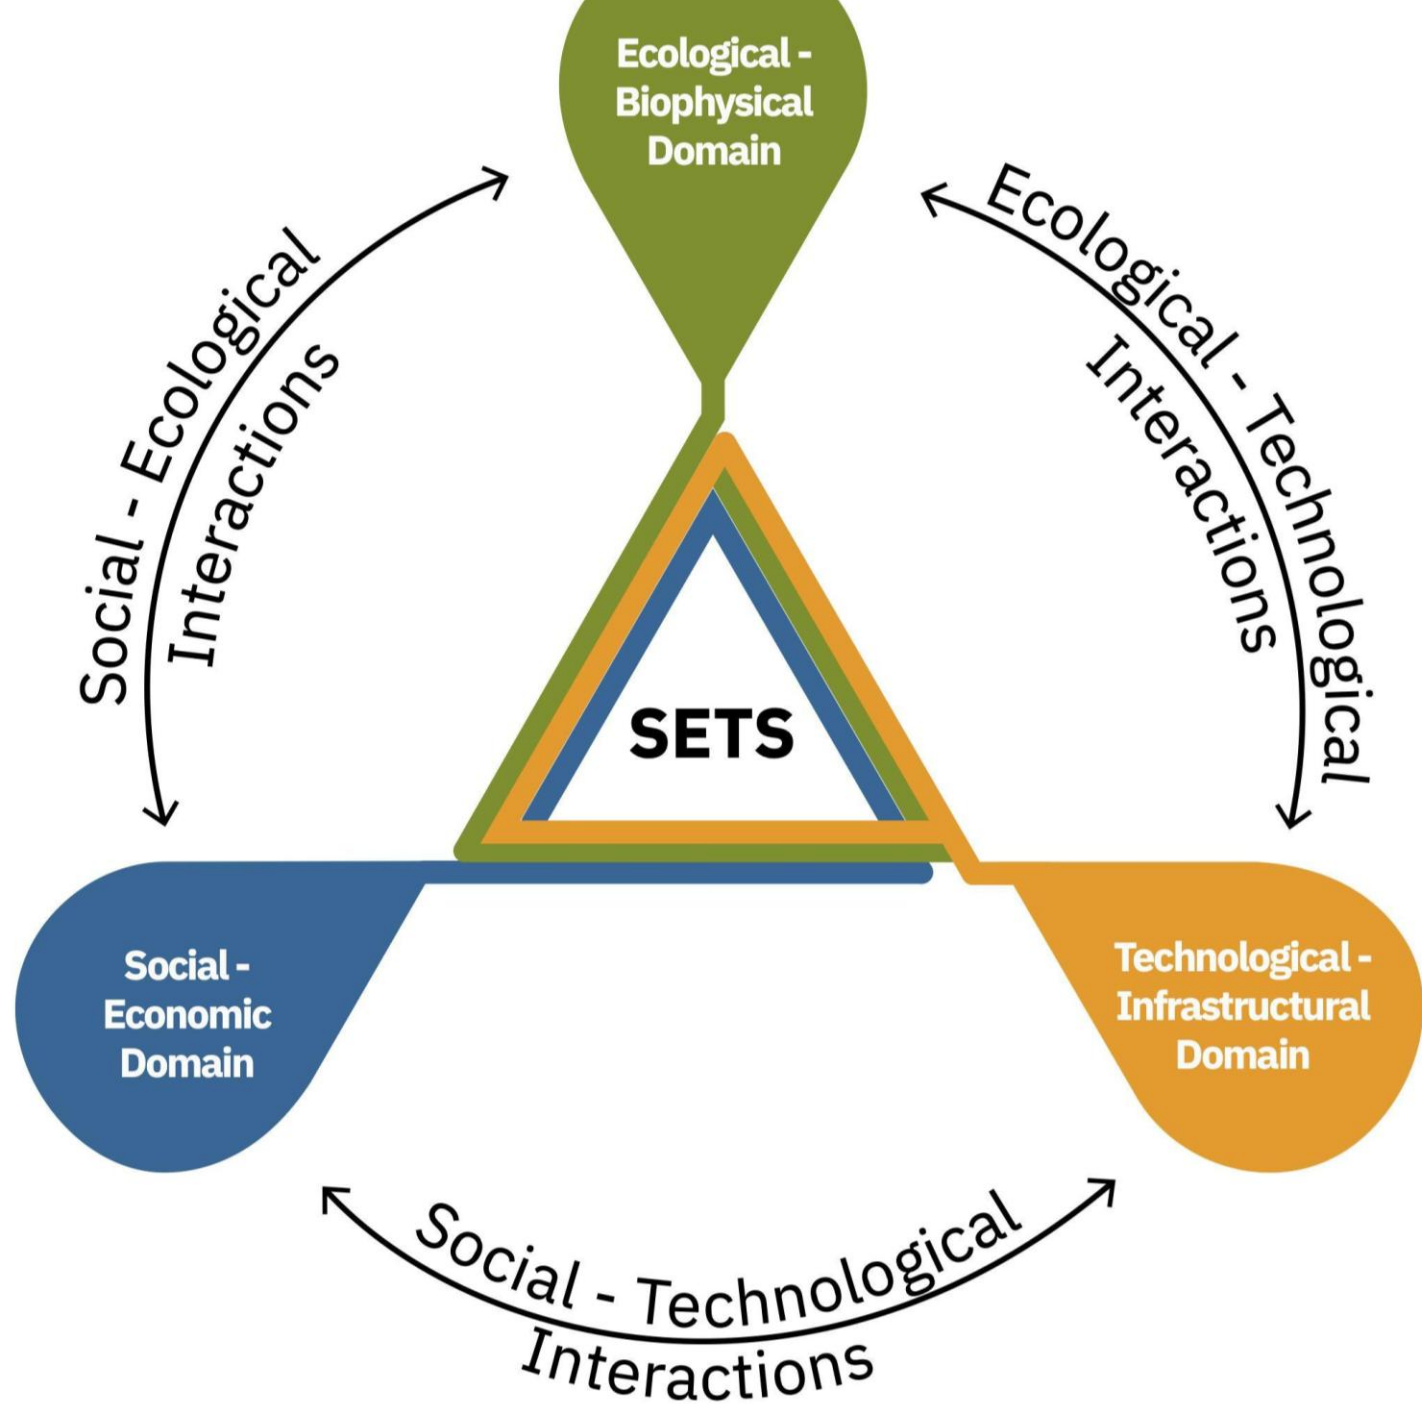 Ecological -
Biophysical
Domain
Social - Ecological
Interactions
Ecological - Technological
Interactions
SETS
Social -
Economic
Domain
Technological -
Infrastructural
Domain
Social - Technological
Interactions